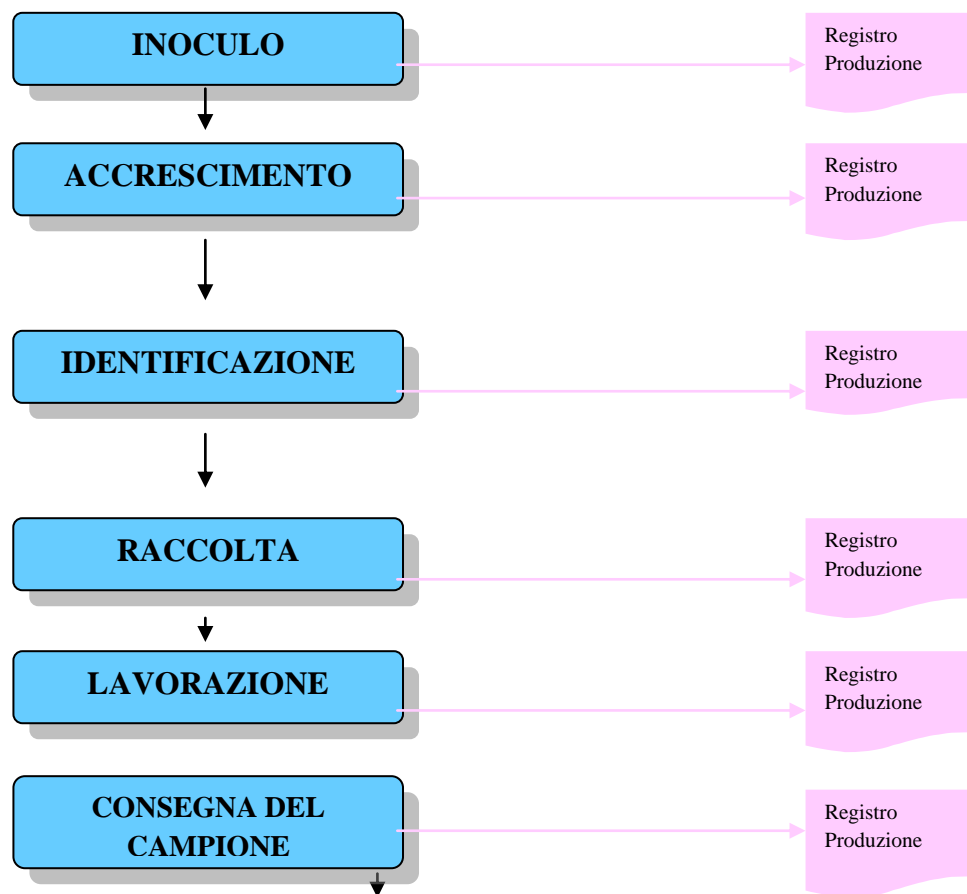 INOCULO
Registro
Produzione
ACCRESCIMENTO
Registro
Produzione
IDENTIFICAZIONE
Registro
Produzione
RACCOLTA
Registro
Produzione
LAVORAZIONE
Registro
Produzione
CONSEGNA DEL
CAMPIONE
Registro
Produzione